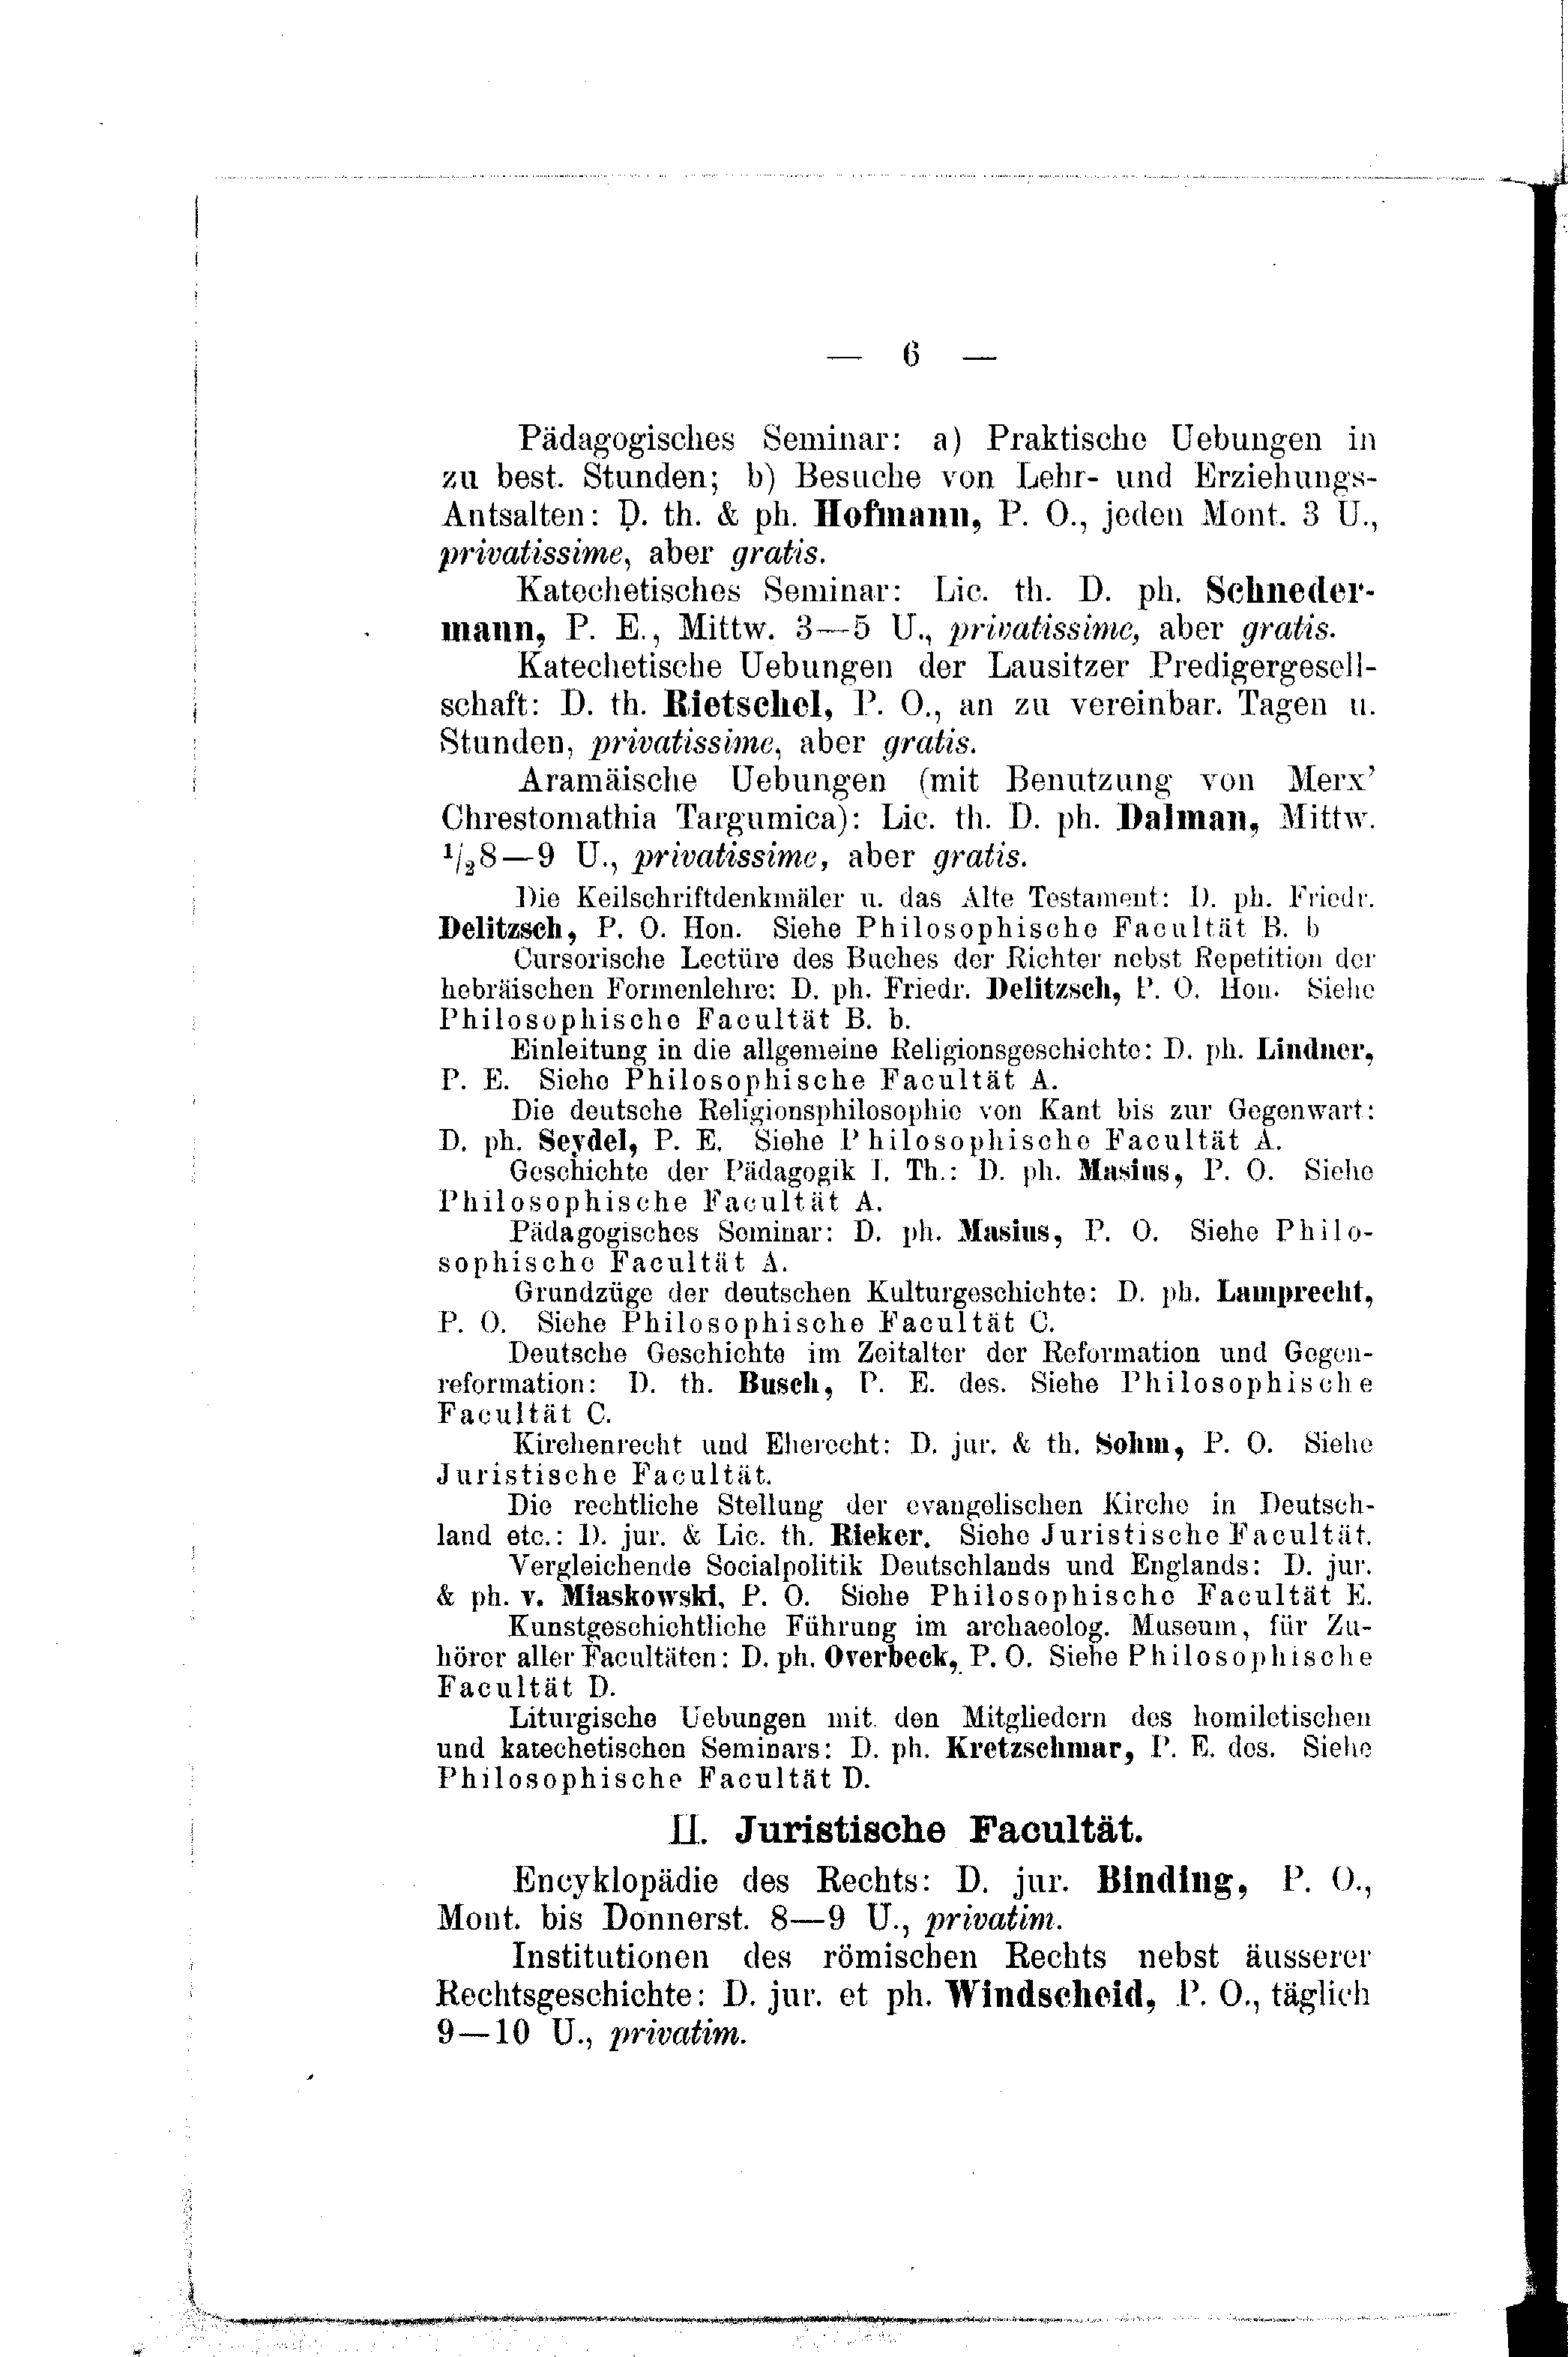 — 6 —
Pädagogisches Seminar: a) Praktische Uebungen in
zu best. Stunden; b) Besuche von Lehr- und Erziehungs-
Antsalten: D. th. & ph. Hofmann, P. O., jeden Mont. 3 U.,
privatissime, aber gratis.
Katechetisches Seminar: Lic. th. D. ph. Schneder-
mann, P. E., Mittw. 3—5 U., privatissime, aber gratis.
Katechetische Uebungen der Lausitzer Predigergesell-
schaft: D. th. Rietschel, P. O., an zu vereinbar. Tagen u.
Stunden, privatissime, aber gratis.
Aramäische Uebungen (mit Benutzung von Merx'
Chrestomathia Targumica): Lic. th. D. ph. Dalman, Mittw.
1/28—9 U., privatissime, aber gratis.
Die Keilschriftdenkmäler u. das Alte Testament: D. ph. Friedr.
Delitzsch, P. O. Hon. Siehe Philosophische Facultät B. b
Cursorische Lectüre des Buches der Richter nebst Repetition der
hebräischen Formenlehre: D. ph. Friedr. Delitzsch, P. O. Hon. Siehe
Philosophische Facultät B. b.
Einleitung in die allgemeine Religionsgeschichte: D. ph. Lindner,
P. E. Siehe Philosophische Facultät A.
Die deutsche Religionsphilosophie von Kant bis zur Gegenwart:
D. ph. Seydel, P. E. Siehe Philosophische Facultät A.
Geschichte der Pädagogik I. Th.: D. ph. Masius, P. O. Siehe
Philosophische Facultät A.
Pädagogisches Seminar: D. ph. Masius, P. O. Siehe Philo-
sophische Facultät A.
Grundzüge der deutschen Kulturgeschichte: D. ph. Lamprecht,
P. O. Siehe Philosophische Facultät C.
Deutsche Geschichte im Zeitalter der Reformation und Gegen-
reformation: D. th. Busch, P. E. des. Siehe Philosophische
Facultät C.
Kirchenrecht und Eherecht: D. jur. & th. Sohm, P. O. Siehe
Juristische Facultät.
Die rechtliche Stellung der evangelischen Kirche in Deutsch-
land etc.: D. jur. & Lic. th. Rieker. Siehe Juristische Facultät.
Vergleichende Socialpolitik Deutschlands und Englands: D. jur.
& ph. v. Miaskowski, P. O. Siehe Philosophische Facultät E.
Kunstgeschichtliche Führung im archaeolog. Museum, für Zu-
hörer aller Facultäten: D. ph. Overbeck, P. O. Siehe Philosophische
Facultät D.
Liturgische Uebungen mit den Mitgliedern des homiletischen
und katechetischen Seminars: D. ph. Kretzschmar, P. E. des. Siehe
Philosophische Facultät D.
II. Juristische Facultät.
Encyklopädie des Rechts: D. jur. Binding, P. O.,
Mont. bis Donnerst. 8—9 U., privatim.
Institutionen des römischen Rechts nebst äusserer
Rechtsgeschichte: D. jur. et ph. Windscheid, P. O., täglich
9—10 U., privatim.